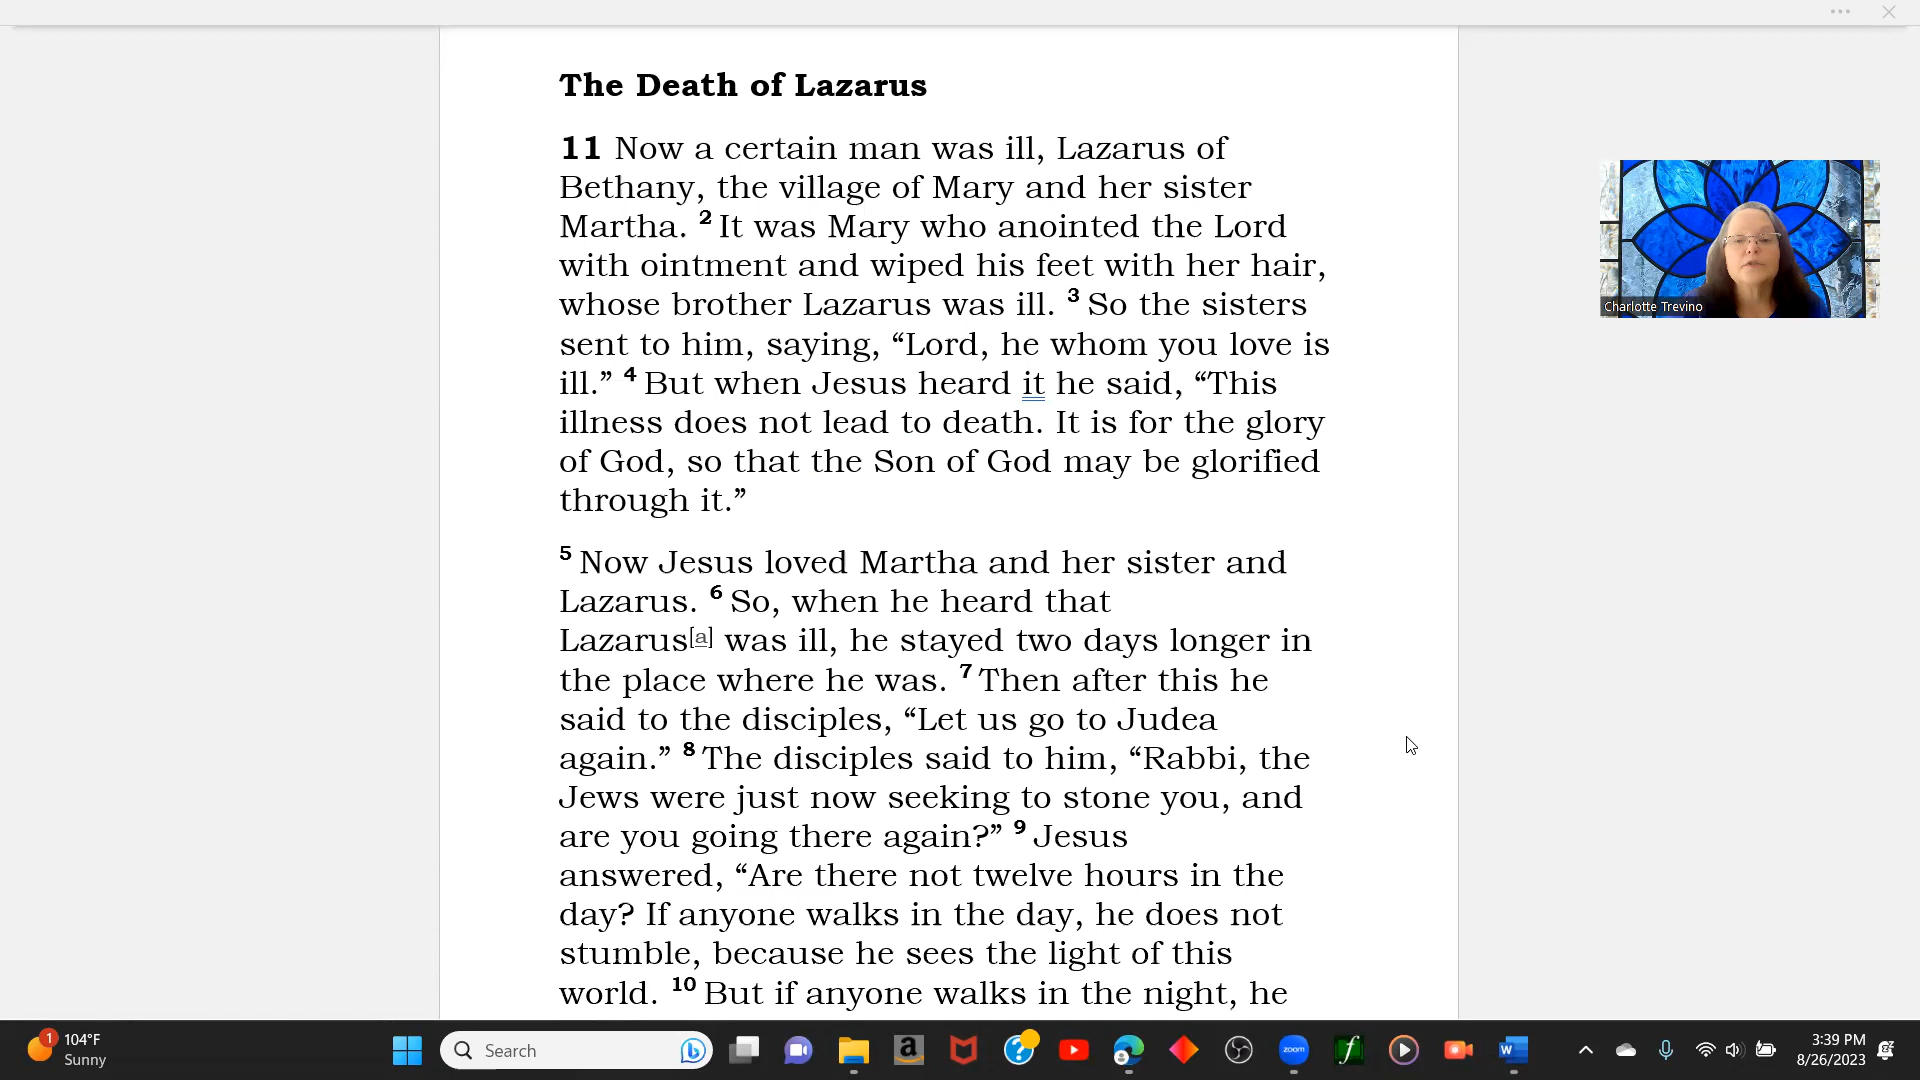 The Death of Lazarus
11 Now a certain man was ill, Lazarus of
Bethany, the village of Mary and her sister
Martha. 2 It was Mary who anointed the Lord
with ointment and wiped his feet with her hair,
whose brother Lazarus was ill. 3 So the sisters
sent to him, saying, “Lord, he whom you love is
ill.” 4 But when Jesus heard it he said, “This
illness does not lead to death. It is for the glory
of God, so that the Son of God may be glorified
through it.”
5 Now Jesus loved Martha and her sister and
Lazarus. 6 So, when he heard that
Lazarus[a] was ill, he stayed two days longer in
the place where he was. 7 Then after this he
said to the disciples, “Let us go to Judea
again.” 8 The disciples said to him, “Rabbi, the
Jews were just now seeking to stone you, and
are you going there again?” 9 Jesus
answered, “Are there not twelve hours in the
day? If anyone walks in the day, he does not
stumble, because he sees the light of this
world. 10 But if anyone walks in the night, he
Charlotte Trevino
1
104°F
Sunny
Search
a
zoom
f
W
3:39 PM
8/26/2023